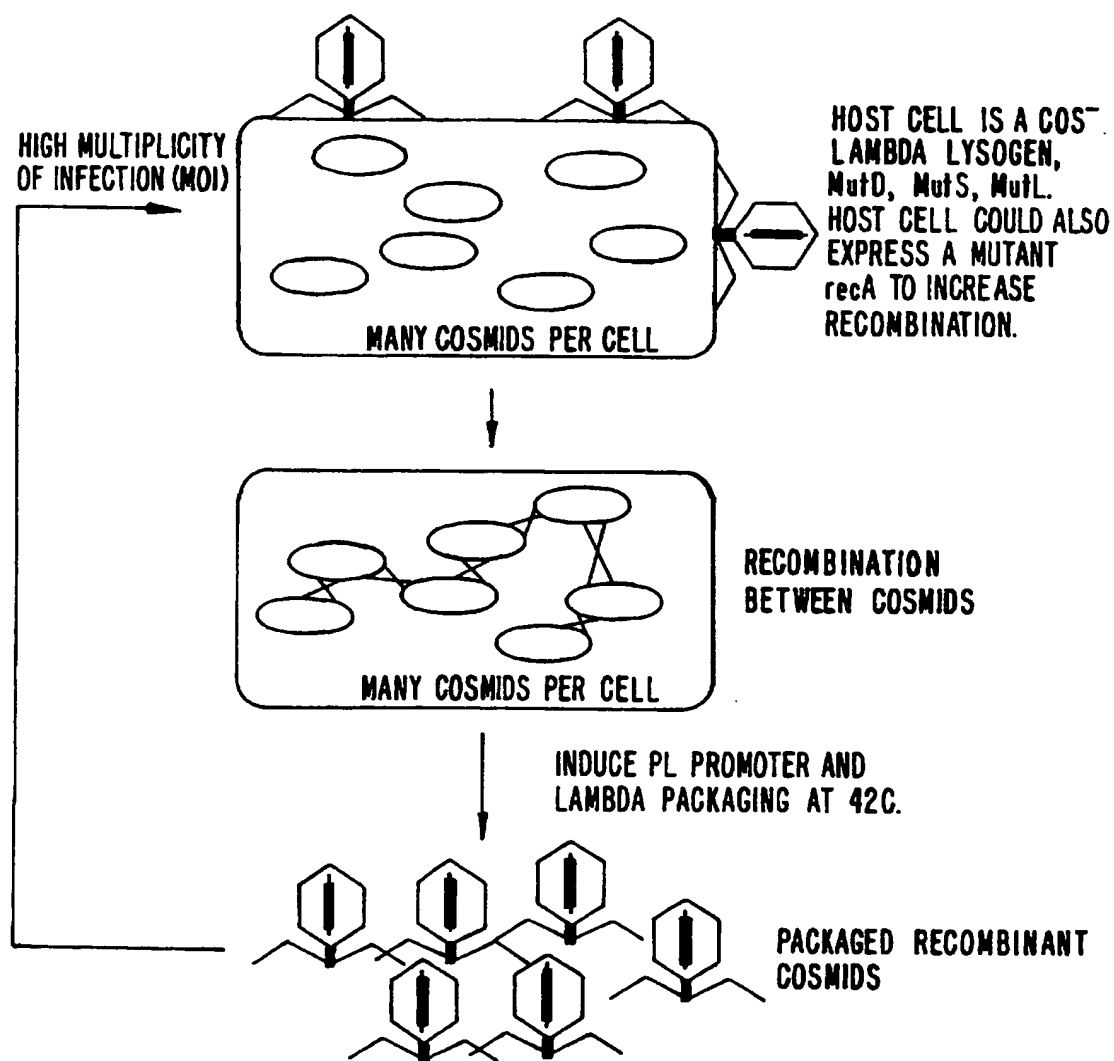 HIGH MULTIPLICITY
OF INFECTION (MOI)
HOST CELL IS A COS⁻
LAMBDA LYSOGEN,
MutD, MutS, MutL.
HOST CELL COULD ALSO
EXPRESS A MUTANT
recA TO INCREASE
RECOMBINATION.
MANY COSMIDS PER CELL
RECOMBINATION
BETWEEN COSMIDS
MANY COSMIDS PER CELL
INDUCE PL PROMOTER AND
LAMBDA PACKAGING AT 42C.
PACKAGED RECOMBINANT
COSMIDS